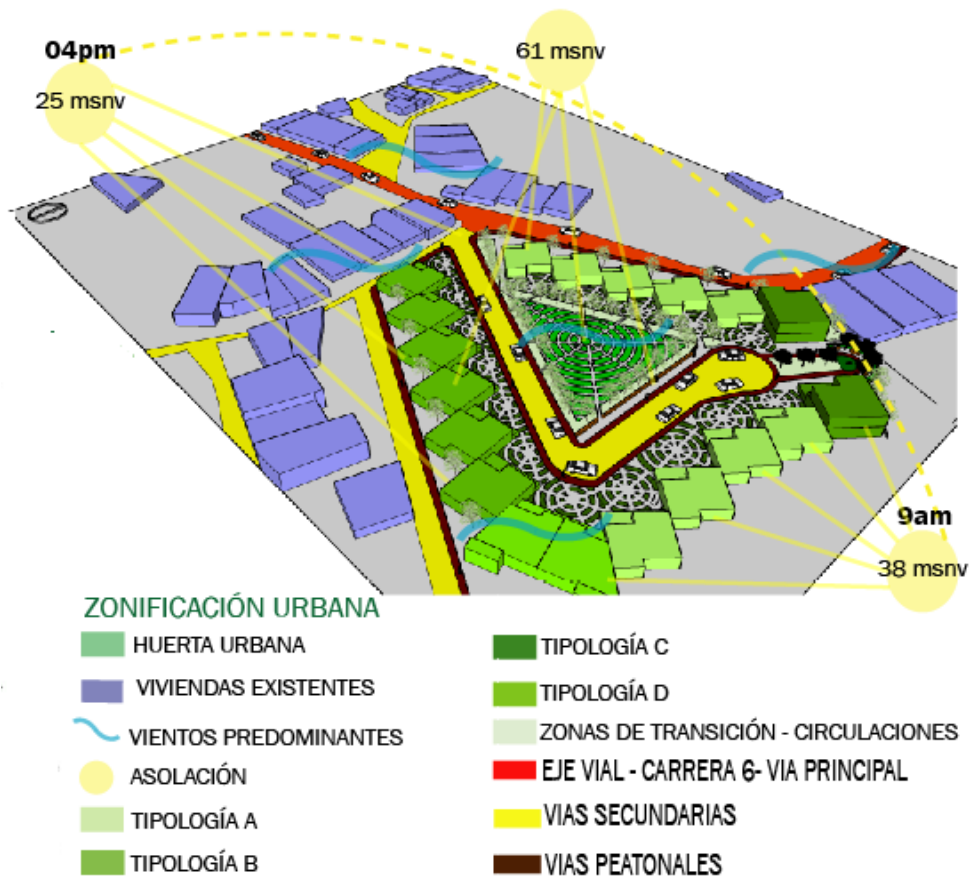 04pm
61 msnv
25 msnv
9am
38 msnv
ZONIFICACIÓN URBANA
HUERTA URBANA
VIVIENDAS EXISTENTES
VIENTOS PREDOMINANTES
ASOLACIÓN
TIPOLOGÍA A
TIPOLOGÍA B
TIPOLOGÍA C
TIPOLOGÍA D
ZONAS DE TRANSICIÓN - CIRCULACIONES
EJE VIAL - CARRERA 6- VIA PRINCIPAL
VIAS SECUNDARIAS
VIAS PEATONALES